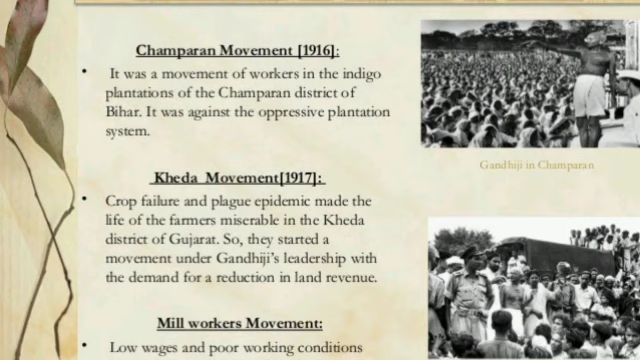 Champaran Movement [1916]:
• It was a movement of workers in the indigo
plantations of the Champaran district of
Bihar. It was against the oppressive plantation
system.
Kheda Movement[1917]:
• Crop failure and plague epidemic made the
life of the farmers miserable in the Kheda
district of Gujarat. So, they started a
movement under Gandhiji's leadership with
the demand for a reduction in land revenue.
Mill workers Movement:
• Low wages and poor working conditions
Gandhiji in Champaran